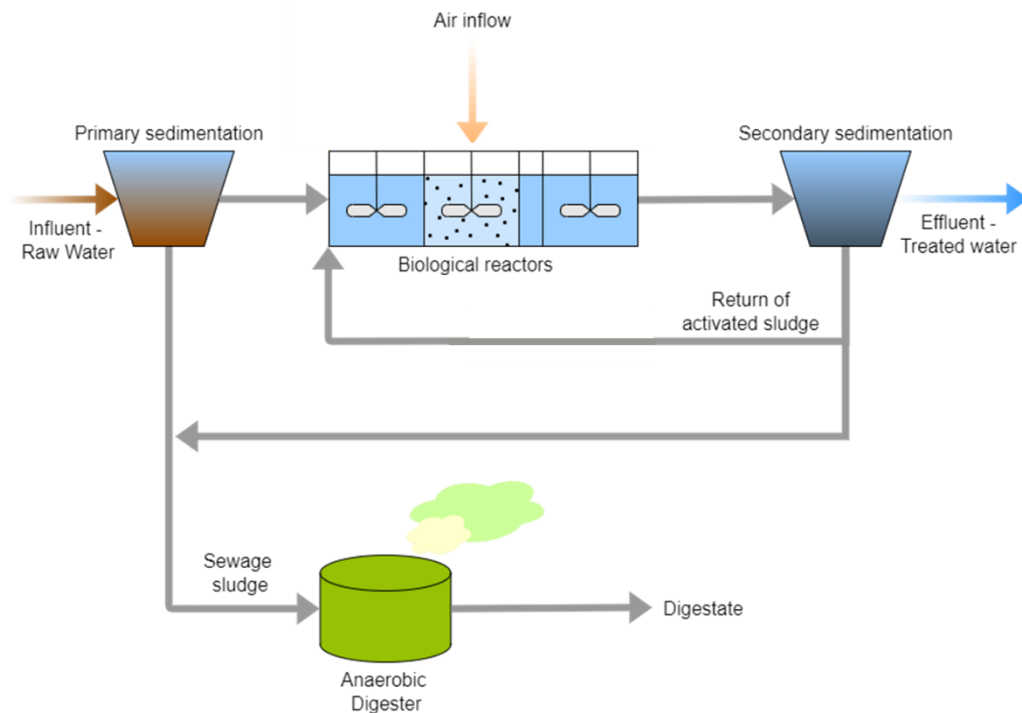 Air inflow
Primary sedimentation
Secondary sedimentation
Influent -
Raw Water
Effluent -
Treated water
Biological reactors
Return of
activated sludge
Sewage
sludge
Digestate
Anaerobic
Digester